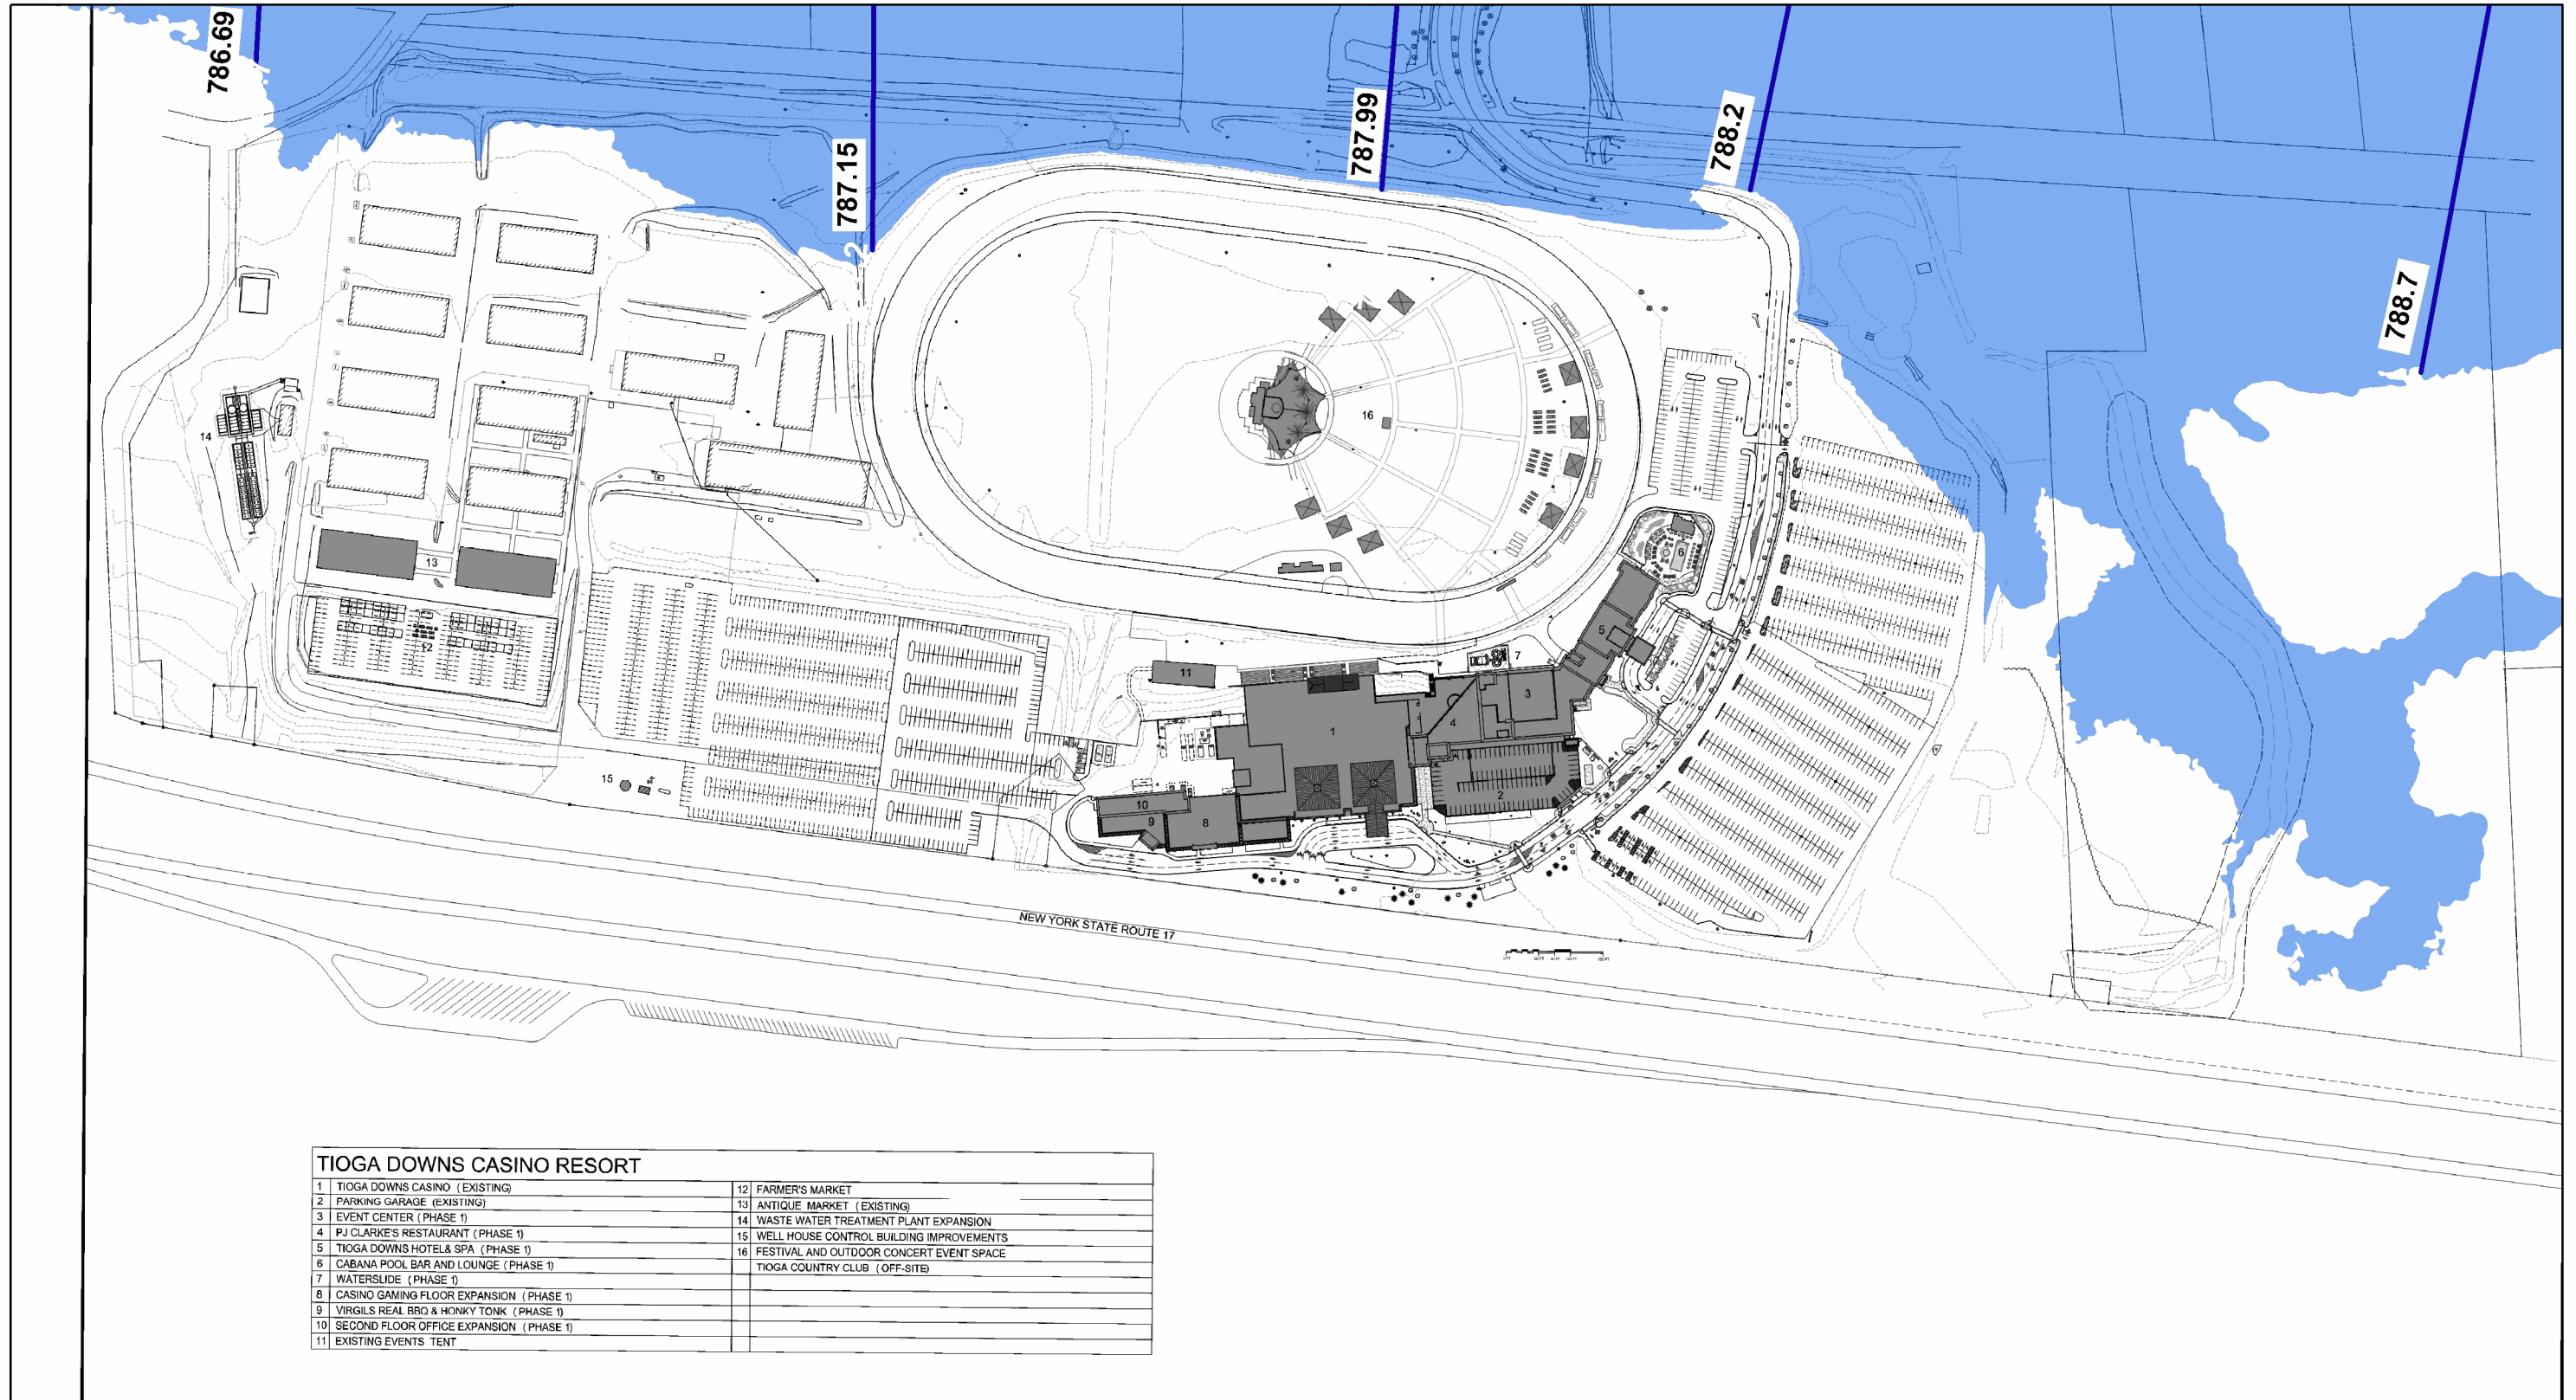 786.69
787.15
787.99
788.2
788.7
2
16
14
13
6
12
5
7
11
3
1
4
15
2
10
9
8
NEW YORK STATE ROUTE 17
TIOGA DOWNS CASINO RESORT
1 TIOGA DOWNS CASINO (EXISTING)
2 PARKING GARAGE (EXISTING)
3 EVENT CENTER (PHASE 1)
4 PJ CLARKE'S RESTAURANT (PHASE 1)
5 TIOGA DOWNS HOTEL& SPA (PHASE 1)
6 CABANA POOL BAR AND LOUNGE (PHASE 1)
7 WATERSLIDE (PHASE 1)
8 CASINO GAMING FLOOR EXPANSION (PHASE 1)
9 VIRGILS REAL BBQ & HONKY TONK (PHASE 1)
10 SECOND FLOOR OFFICE EXPANSION (PHASE 1)
11 EXISTING EVENTS TENT
12 FARMER'S MARKET
13 ANTIQUE MARKET (EXISTING)
14 WASTE WATER TREATMENT PLANT EXPANSION
15 WELL HOUSE CONTROL BUILDING IMPROVEMENTS
16 FESTIVAL AND OUTDOOR CONCERT EVENT SPACE
TIOGA COUNTRY CLUB (OFF-SITE)